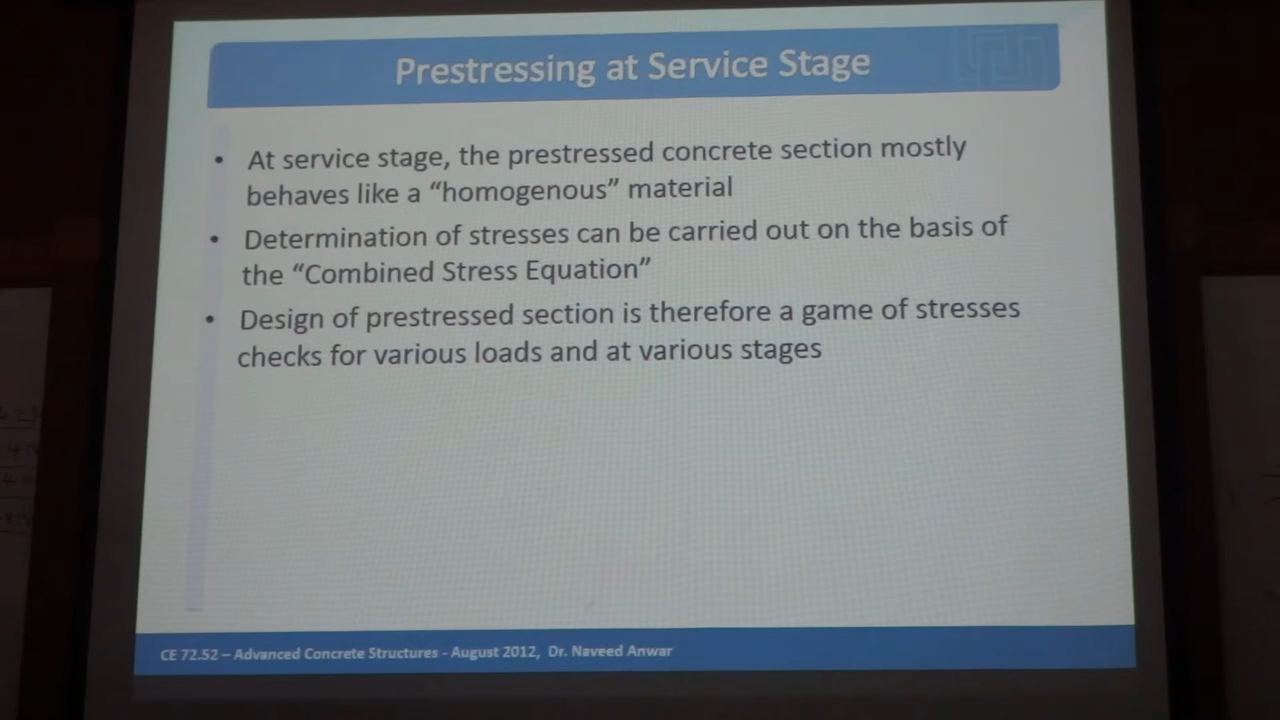 Prestressing at Service Stage
• At service stage, the prestressed concrete section mostly
behaves like a “homogenous” material
• Determination of stresses can be carried out on the basis of
the “Combined Stress Equation”
• Design of prestressed section is therefore a game of stresses
checks for various loads and at various stages
CE 72.52 – Advanced Concrete Structures - August 2012, Dr. Naveed Anwar